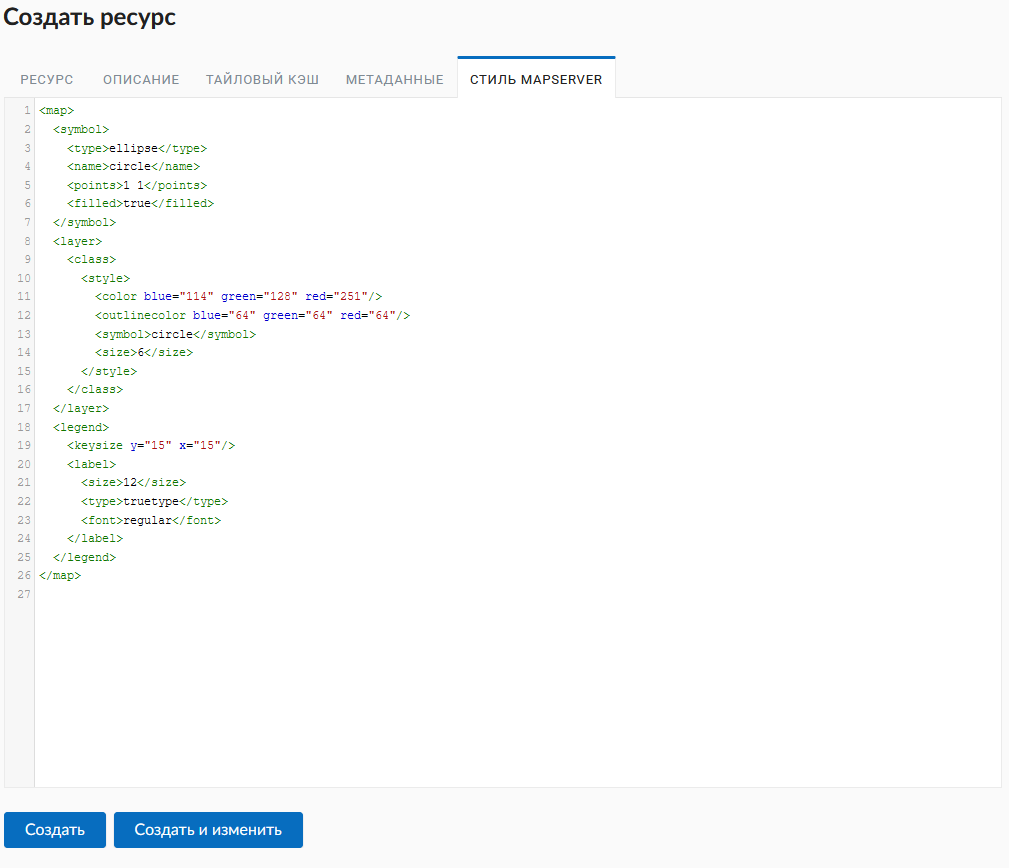 Создать ресурс
РЕСУРС ОПИСАНИЕ ТАЙЛОВЫЙ КЭШ МЕТАДАННЫЕ СТИЛЬ MAPSERVER
1 <map>
2   <symbol>
3     <type>ellipse</type>
4     <name>circle</name>
5     <points>1 1</points>
6     <filled>true</filled>
7   </symbol>
8   <layer>
9     <class>
10       <style>
11         <color blue="114" green="128" red="251"/>
12         <outlinecolor blue="64" green="64" red="64"/>
13         <symbol>circle</symbol>
14         <size>6</size>
15       </style>
16     </class>
17   </layer>
18   <legend>
19     <keysize y="15" x="15"/>
20     <label>
21       <size>12</size>
22       <type>truetype</type>
23       <font>regular</font>
24     </label>
25   </legend>
26 </map>
27
Создать Создать и изменить